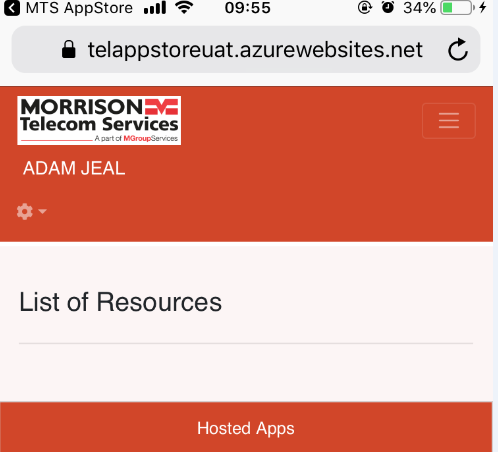 MTS AppStore 09:55 34%
telappstoreuat.azurewebsites.net
MORRISON
Telecom Services
A part of MGroupServices
ADAM JEAL
List of Resources
Hosted Apps